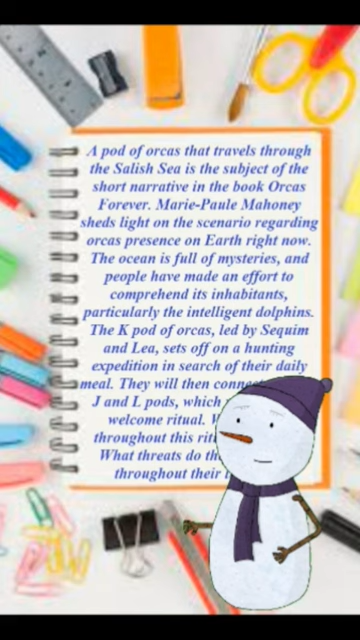 A pod of orcas that travels through
the Salish Sea is the subject of the
short narrative in the book Orcas
Forever. Marie-Paule Mahoney
sheds light on the scenario regarding
orcas presence on Earth right now.
The ocean is full of mysteries, and
people have made an effort to
comprehend its inhabitants,
particularly the intelligent dolphins.
The K pod of orcas, led by Sequim
and Lea, sets off on a hunting
expedition in search of their daily
meal. They will then
J and L pods, which
welcome ritual.
throughout this
What threats do
throughout their